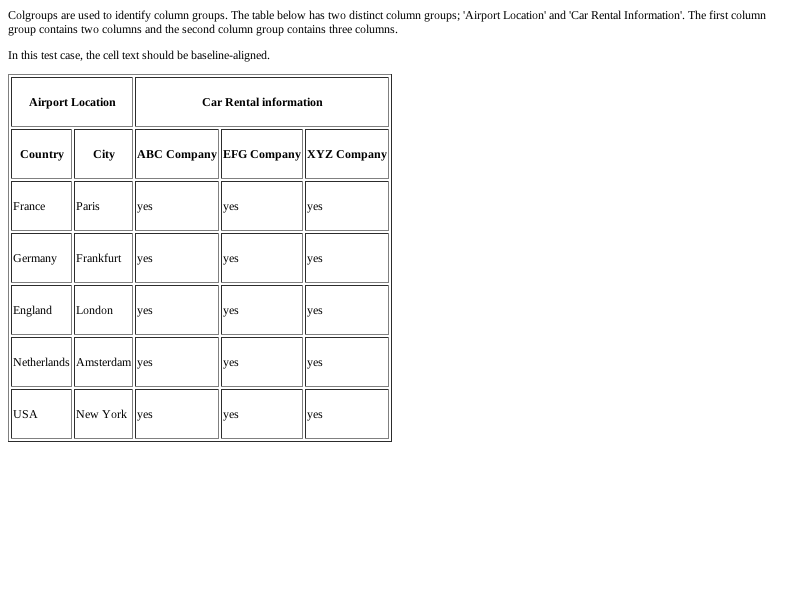 Colgroups are used to identify column groups. The table below has two distinct column groups; 'Airport Location' and 'Car Rental Information'. The first column
group contains two columns and the second column group contains three columns.
In this test case, the cell text should be baseline-aligned.
Airport Location Car Rental information
Country City ABC Company EFG Company XYZ Company
France Paris yes yes yes
Germany Frankfurt yes yes yes
England London yes yes yes
Netherlands Amsterdam yes yes yes
USA New York yes yes yes